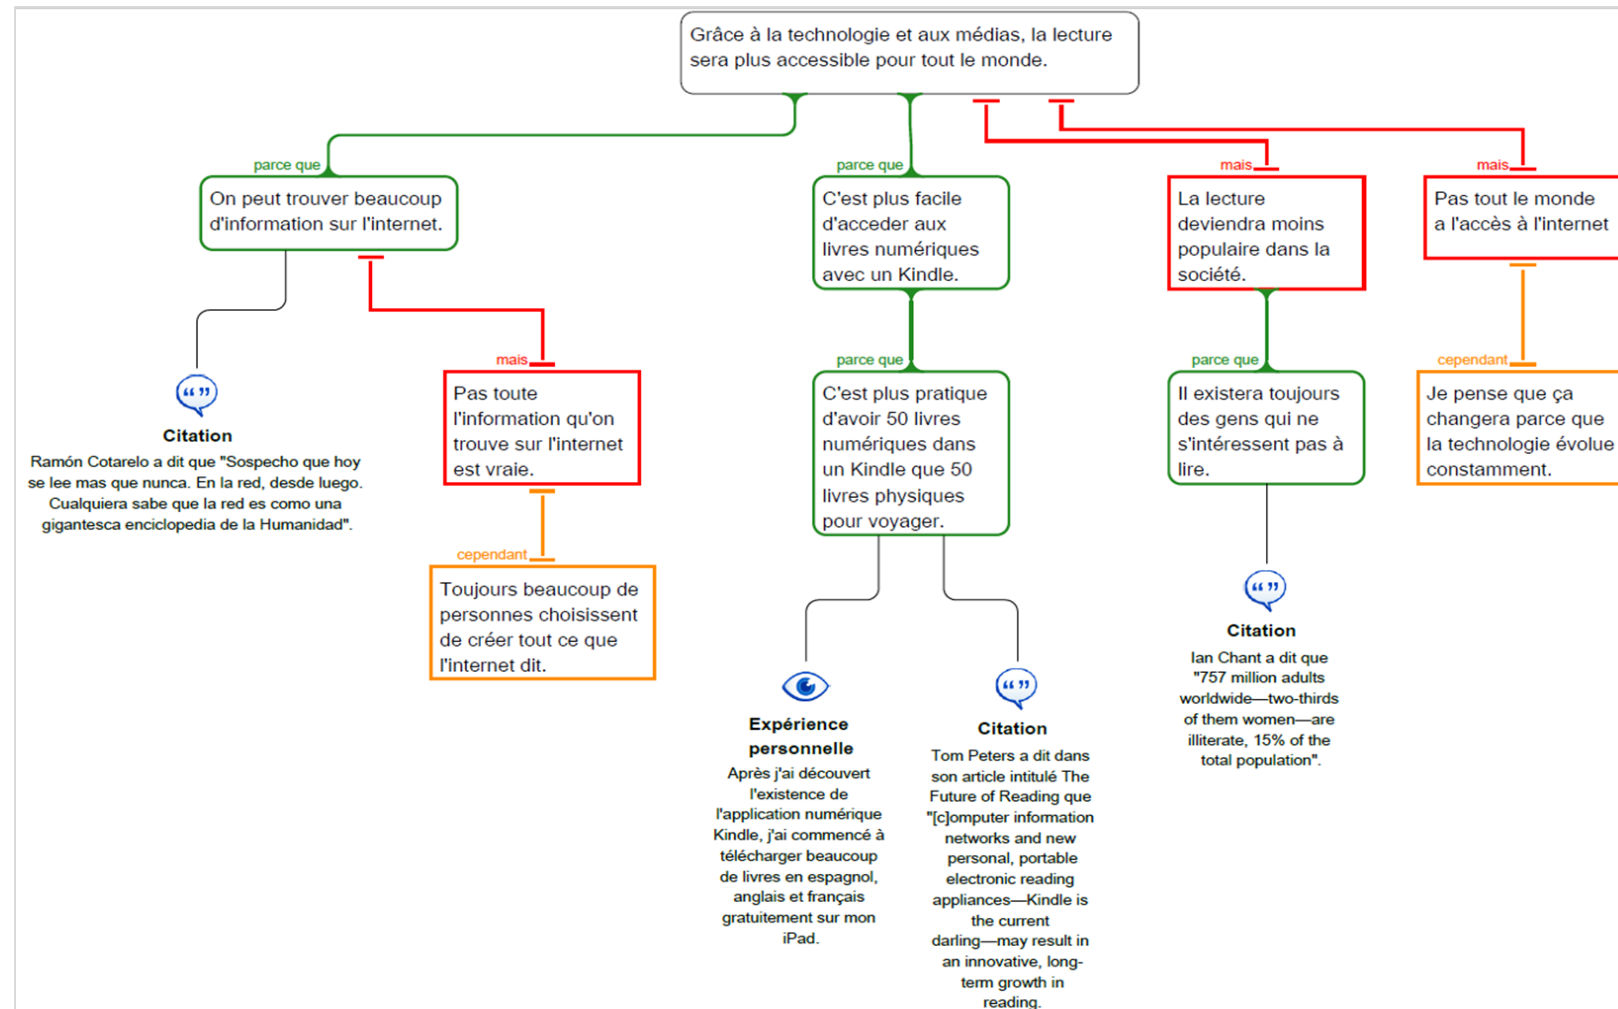 Grâce à la technologie et aux médias, la lecture
sera plus accessible pour tout le monde.
parce que
On peut trouver beaucoup
d'information sur l'internet.
parce que
C'est plus facile
d'acceder aux
livres numériques
avec un Kindle.
mais
La lecture
deviendra moins
populaire dans la
société.
mais
Pas tout le monde
a l'accès à l'internet
Citation
Ramón Cotarelo a dit que "Sospecho que hoy
se lee mas que nunca. En la red, desde luego.
Cualquiera sabe que la red es como una
gigantesca enciclopedia de la Humanidad".
mais
Pas toute
l'information qu'on
trouve sur l'internet
est vraie.
cependant
Toujours beaucoup de
personnes choisissent
de créer tout ce que
l'internet dit.
parce que
C'est plus pratique
d'avoir 50 livres
numériques dans
un Kindle que 50
livres physiques
pour voyager.
Expérience
personnelle
Après j'ai découvert
l'existence de
l'application numérique
Kindle, j'ai commencé à
télécharger beaucoup
de livres en espagnol,
anglais et français
gratuitement sur mon
iPad.
Citation
Tom Peters a dit dans
son article intitulé The
Future of Reading que
"[c]omputer information
networks and new
personal, portable
electronic reading
appliances—Kindle is
the current
darling—may result in
an innovative, long-
term growth in
reading.
parce que
Il existera toujours
des gens qui ne
s'intéressent pas à
lire.
Citation
Ian Chant a dit que
"757 million adults
worldwide—two-thirds
of them women—are
illiterate, 15% of the
total population".
cependant
Je pense que ça
changera parce que
la technologie évolue
constamment.